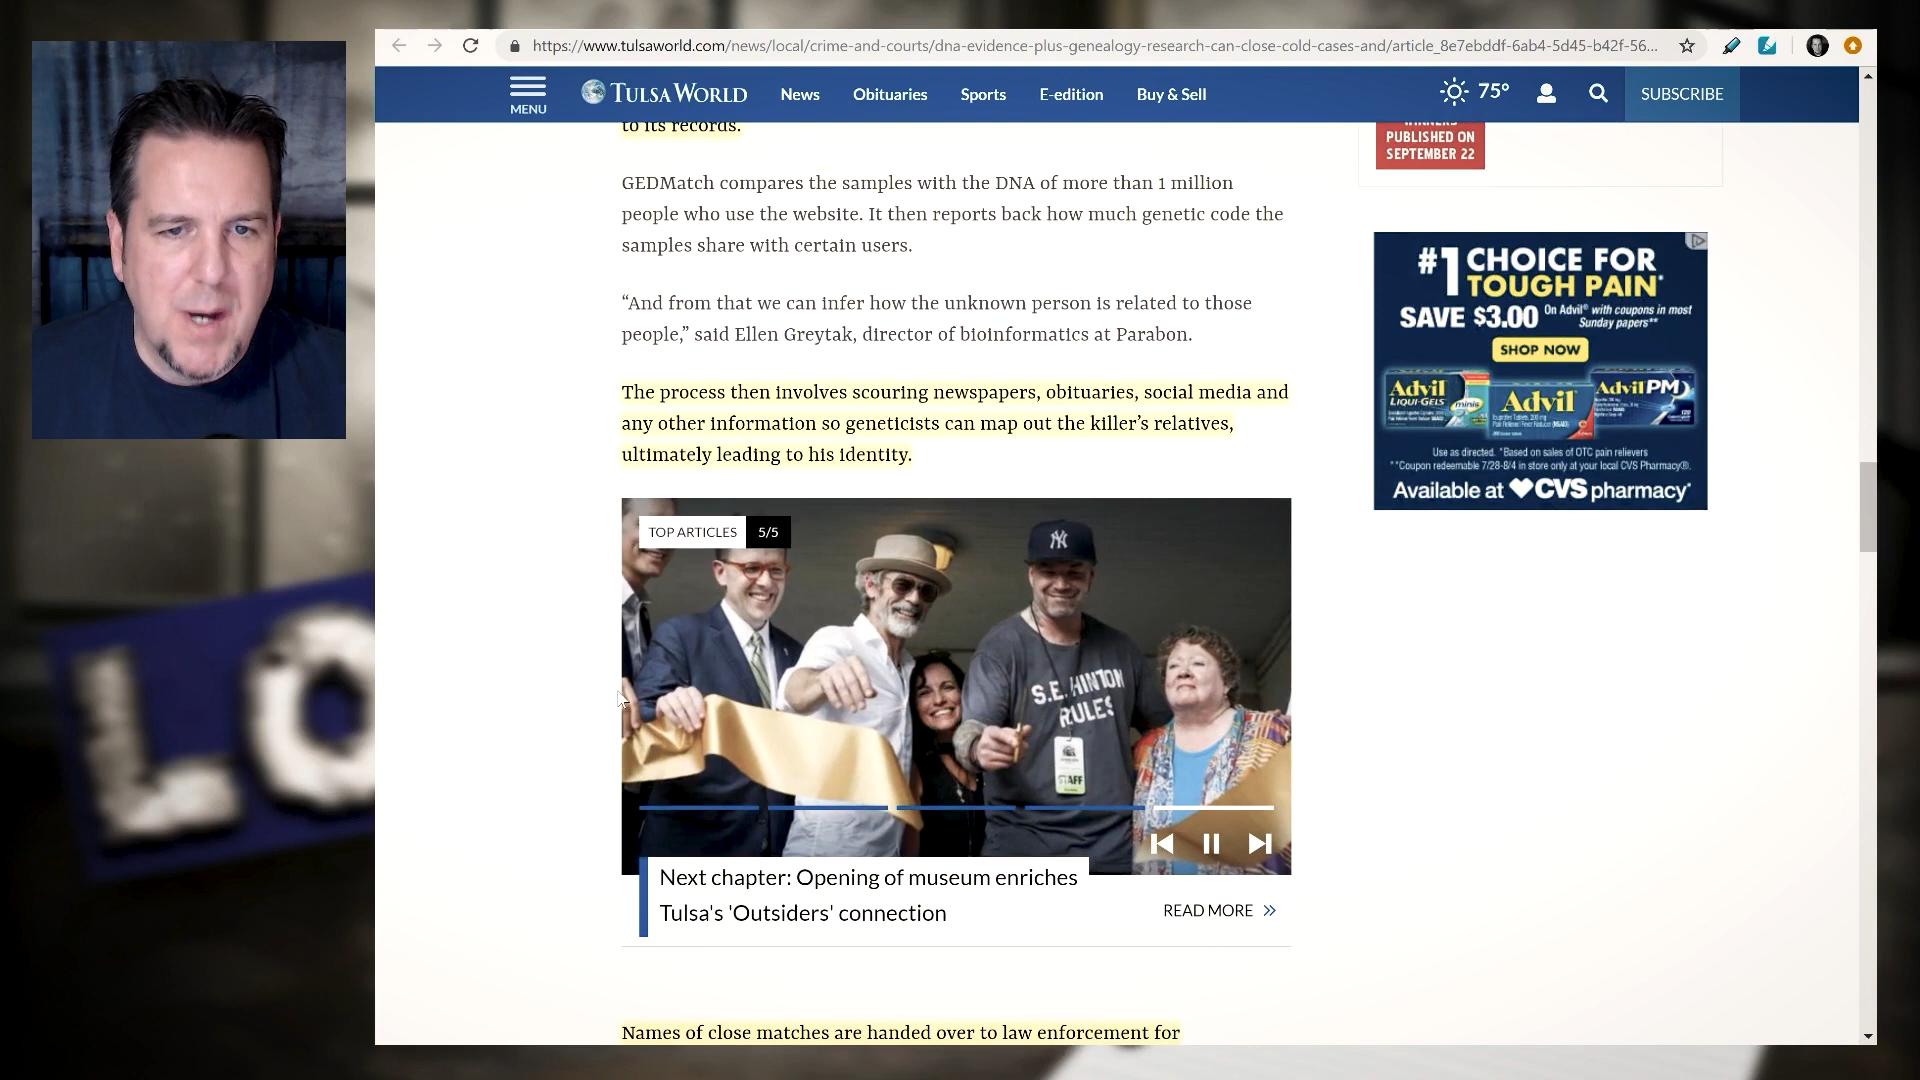 https://www.tulsaworld.com/news/local/crime-and-courts/dna-evidence-plus-genealogy-research-can-close-cold-cases-and/article_8e7ebddf-6ab4-5d45-b42f-56...
MENU
TULSA WORLD
News
Obituaries
Sports
E-edition
Buy & Sell
75°
SUBSCRIBE
to its records.
GEDMatch compares the samples with the DNA of more than 1 million
people who use the website. It then reports back how much genetic code the
samples share with certain users.
“And from that we can infer how the unknown person is related to those
people,” said Ellen Greytak, director of bioinformatics at Parabon.
The process then involves scouring newspapers, obituaries, social media and
any other information so geneticists can map out the killer’s relatives,
ultimately leading to his identity.
TOP ARTICLES 5/5
S.E. HINTON
RULES
STAFF
Next chapter: Opening of museum enriches
Tulsa's 'Outsiders' connection
READ MORE
Names of close matches are handed over to law enforcement for
WINNERS
PUBLISHED ON
SEPTEMBER 22
#1 CHOICE FOR
TOUGH PAIN*
SAVE $3.00 On Advil® with coupons in most
Sunday papers**
SHOP NOW
Advil
LIQUI-GELS
minis
Advil
Advil PM
Use as directed. *Based on sales of OTC pain relievers
**Coupon redeemable 7/28-8/4 in store only at your local CVS Pharmacy®.
Available at CVS pharmacy*
LO